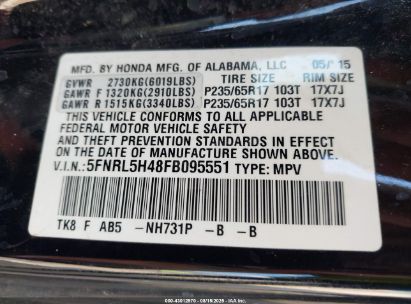 MFD. BY HONDA MFG. OF ALABAMA, LLC 05/15
GVWR 2730KG(6019LBS) TIRE SIZE RIM SIZE
GAWR F 1320KG(2910LBS) P235/65R17 103T 17X7J
GAWR R 1515KG(3340LBS) P235/65R17 103T 17X7J
THIS VEHICLE CONFORMS TO ALL APPLICABLE
FEDERAL MOTOR VEHICLE SAFETY
AND THEFT PREVENTION STANDARDS IN EFFECT
ON THE DATE OF MANUFACTURE SHOWN ABOVE.
V.I.N.:5FNRL5H48FB095551 TYPE: MPV
TK8 F AB5 -NH731P -B -B